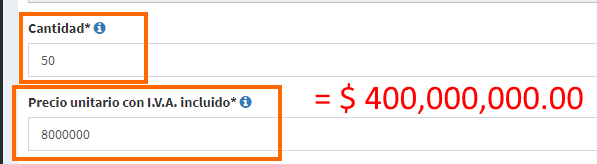 Cantidad*
50
Precio unitario con I.V.A. incluido*
= $ 400,000,000.00
8000000